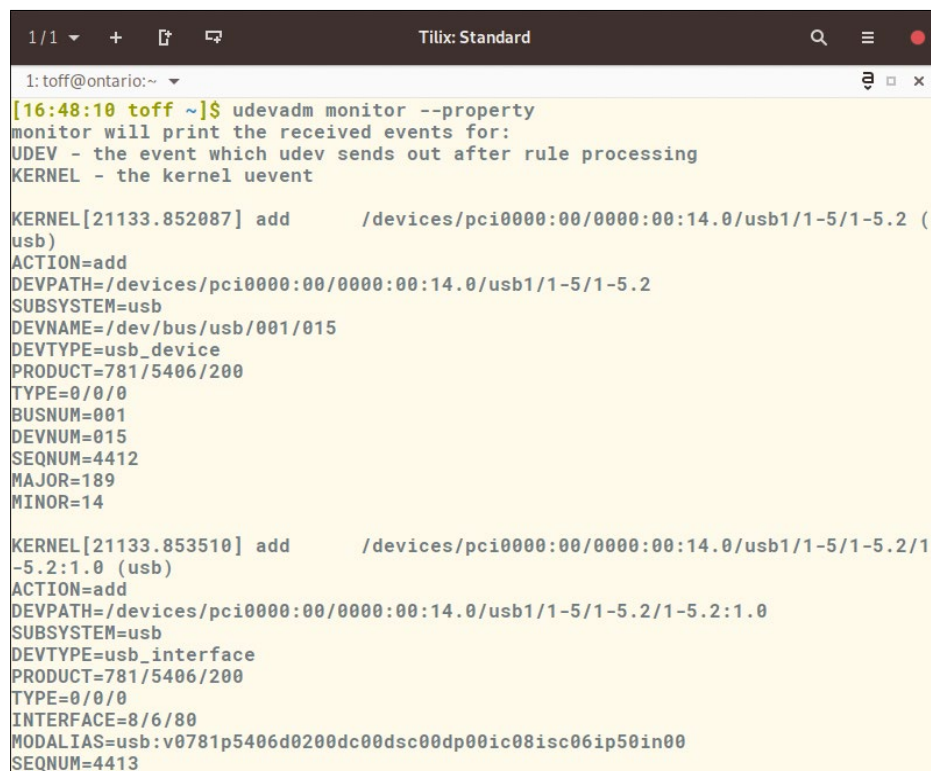 1/1
Tilix: Standard
1: toff@ontario:~
[16:48:10 toff ~]$ udevadm monitor --property
monitor will print the received events for:
UDEV - the event which udev sends out after rule processing
KERNEL - the kernel uevent
KERNEL[21133.852087] add      /devices/pci0000:00/0000:00:14.0/usb1/1-5/1-5.2 (
usb)
ACTION=add
DEVPATH=/devices/pci0000:00/0000:00:14.0/usb1/1-5/1-5.2
SUBSYSTEM=usb
DEVNAME=/dev/bus/usb/001/015
DEVTYPE=usb_device
PRODUCT=781/5406/200
TYPE=0/0/0
BUSNUM=001
DEVNUM=015
SEQNUM=4412
MAJOR=189
MINOR=14
KERNEL[21133.853510] add      /devices/pci0000:00/0000:00:14.0/usb1/1-5/1-5.2/1
-5.2:1.0 (usb)
ACTION=add
DEVPATH=/devices/pci0000:00/0000:00:14.0/usb1/1-5/1-5.2/1-5.2:1.0
SUBSYSTEM=usb
DEVTYPE=usb_interface
PRODUCT=781/5406/200
TYPE=0/0/0
INTERFACE=8/6/80
MODALIAS=usb:v0781p5406d0200dc00dsc00dp00ic08isc06ip50in00
SEQNUM=4413